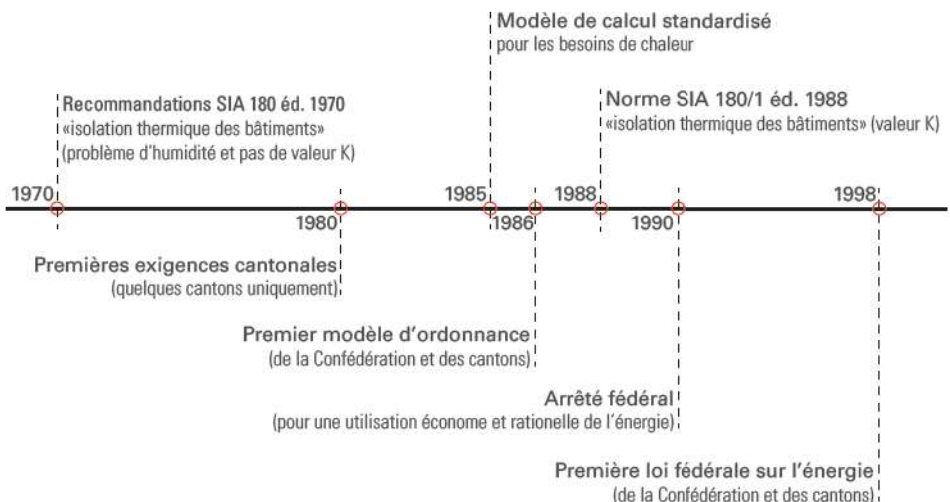 Modèle de calcul standardisé
pour les besoins de chaleur
Recommandations SIA 180 éd. 1970
«isolation thermique des bâtiments»
(problème d'humidité et pas de valeur K)
Norme SIA 180/1 éd. 1988
«isolation thermique des bâtiments» (valeur K)
1970
1985
1988
1998
1980
1986
1990
Premières exigences cantonales
(quelques cantons uniquement)
Premier modèle d'ordonnance
(de la Confédération et des cantons)
Arrêté fédéral
(pour une utilisation économe et rationelle de l'énergie)
Première loi fédérale sur l'énergie
(de la Confédération et des cantons)